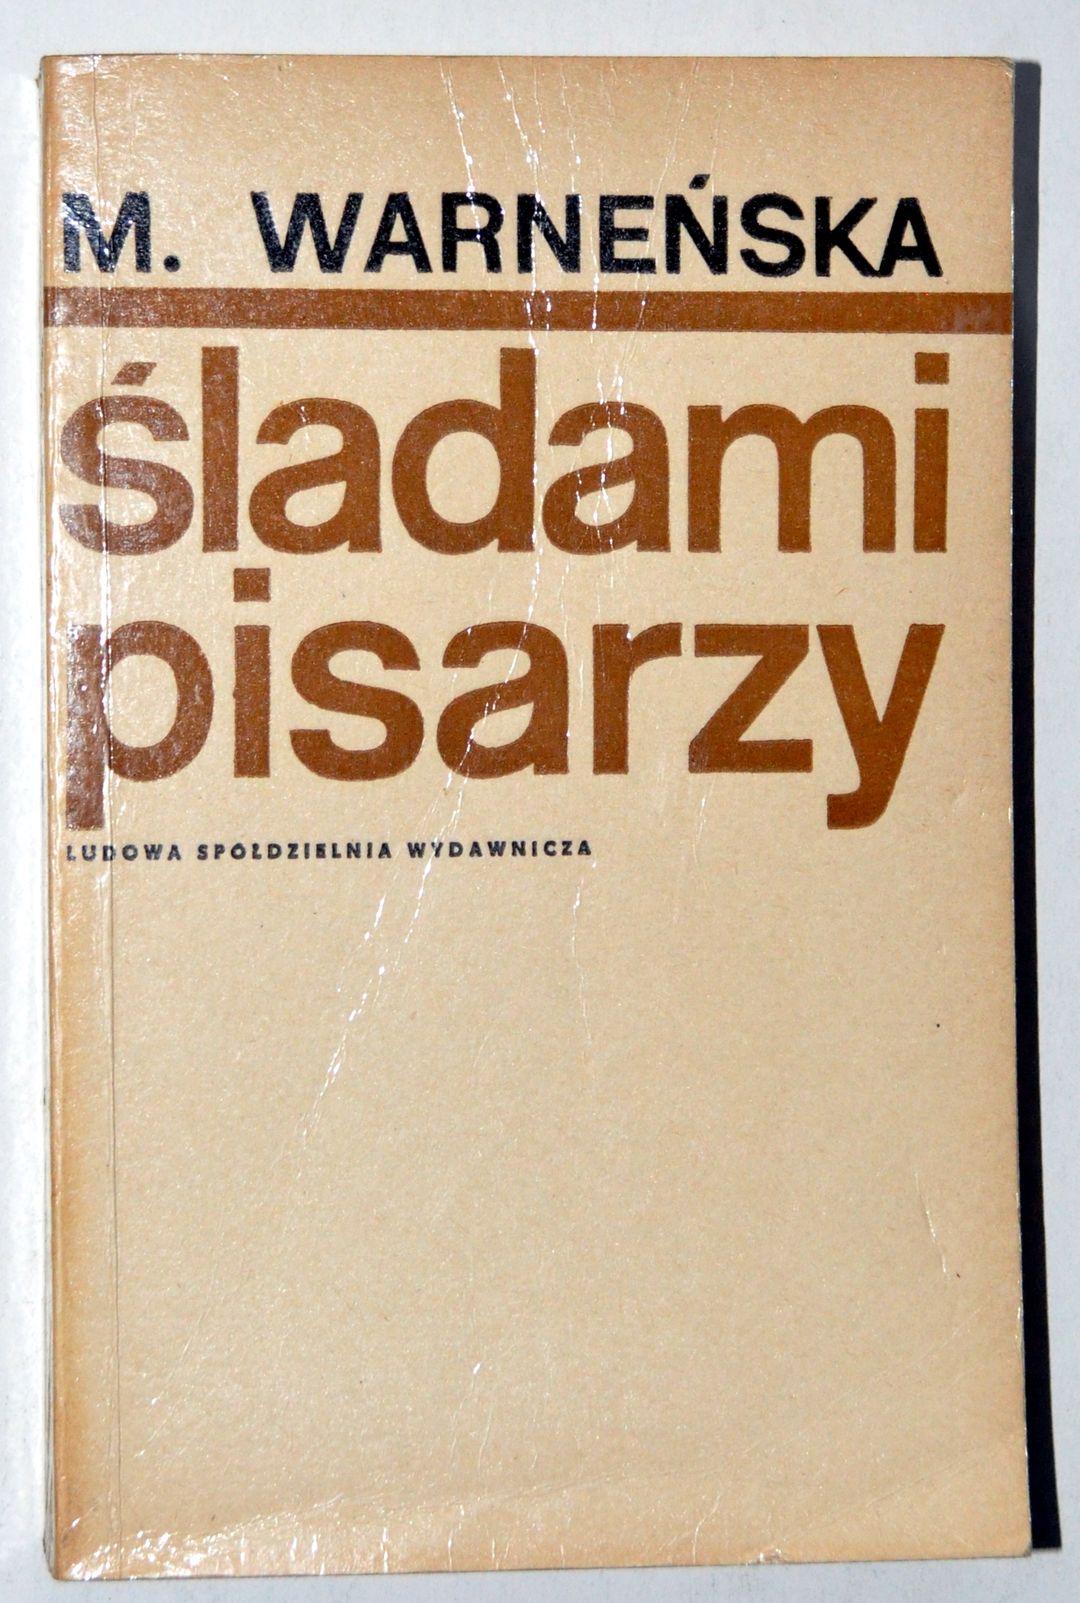 M. WARNEŃSKA
śladami
pisarzy
LUDOWA SPÓŁDZIELNIA WYDAWNICZA